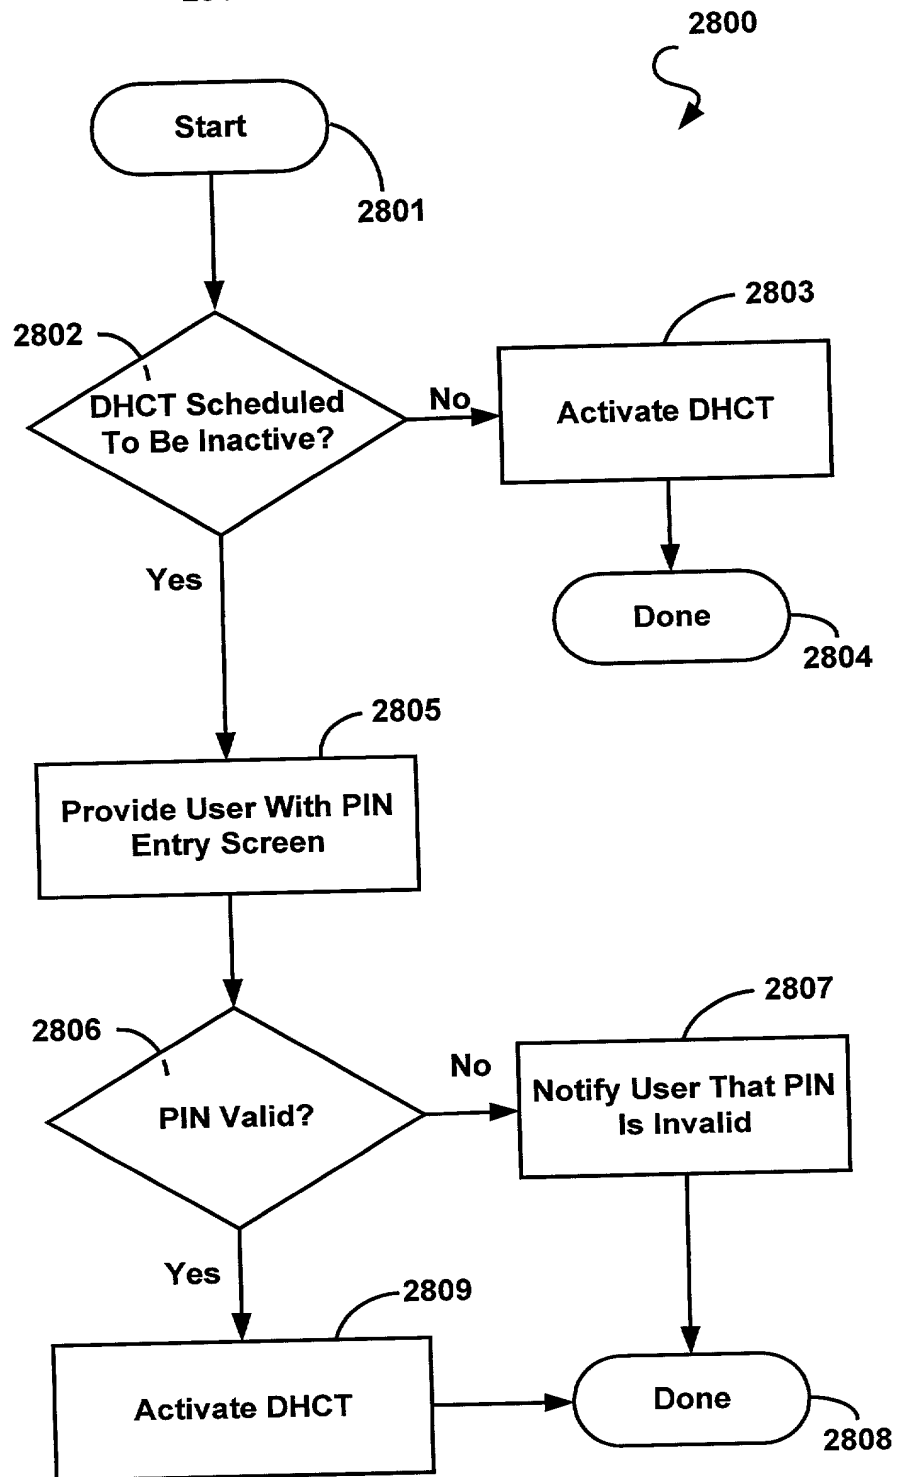 2800
Start
2801
2802
DHCT Scheduled
To Be Inactive?
No
2803
Activate DHCT
Yes
Done
2804
2805
Provide User With PIN
Entry Screen
2806
PIN Valid?
No
2807
Notify User That PIN
Is Invalid
Yes
2809
Activate DHCT
Done
2808